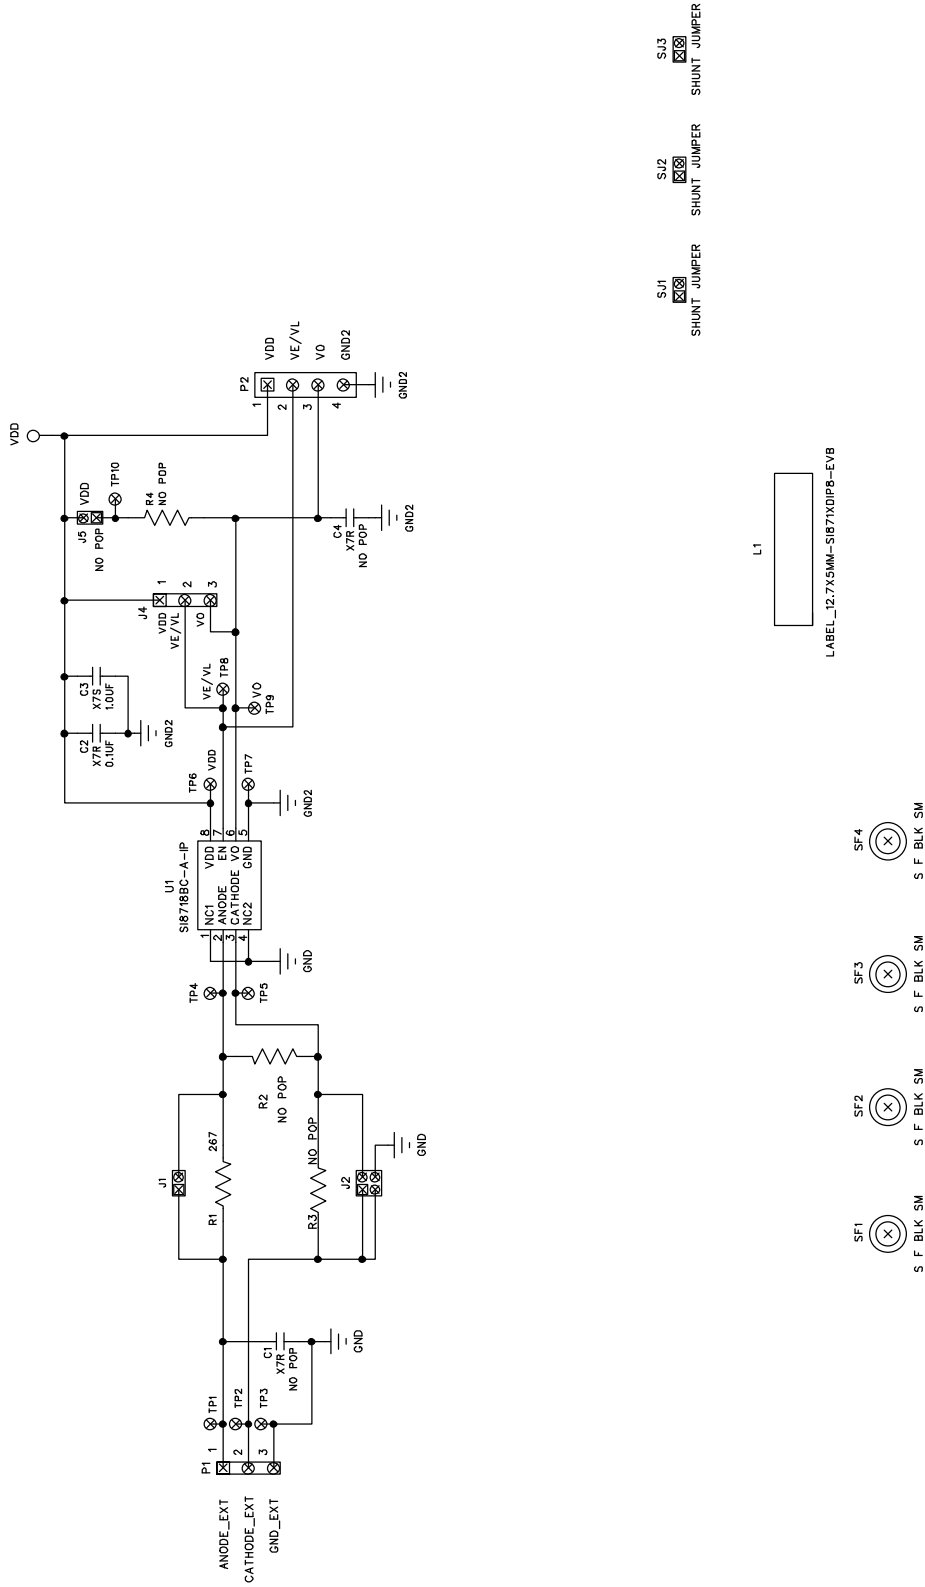 ANODE_EXT
CATHODE_EXT
GND_EXT
P1
1
2
3
TP1
TP2
TP3
C1
X7R
NO POP
GND
J1
R1
267
R3
NO POP
J2
GND
R2
NO POP
TP4
TP5
GND
U1
SI8718BC-A-IP
1
NC1
VDD
8
2
ANODE
EN
7
3
CATHODE
VO
6
4
NC2
GND
5
TP6
VDD
TP7
GND2
C2
X7R
0.1UF
C3
X7S
1.0UF
GND2
VE/VL
TP8
VO
TP9
J4
VDD
1
VE/VL
2
VO
3
J5
VDD
NO POP
TP10
R4
NO POP
C4
X7R
NO POP
GND2
VDD
P2
1
VDD
2
VE/VL
3
VO
4
GND2
GND2
SJ1
SHUNT JUMPER
SJ2
SHUNT JUMPER
SJ3
SHUNT JUMPER
L1
LABEL_12.7X5MM-SI871XDIP8-EVB
SF1
S F BLK SM
SF2
S F BLK SM
SF3
S F BLK SM
SF4
S F BLK SM